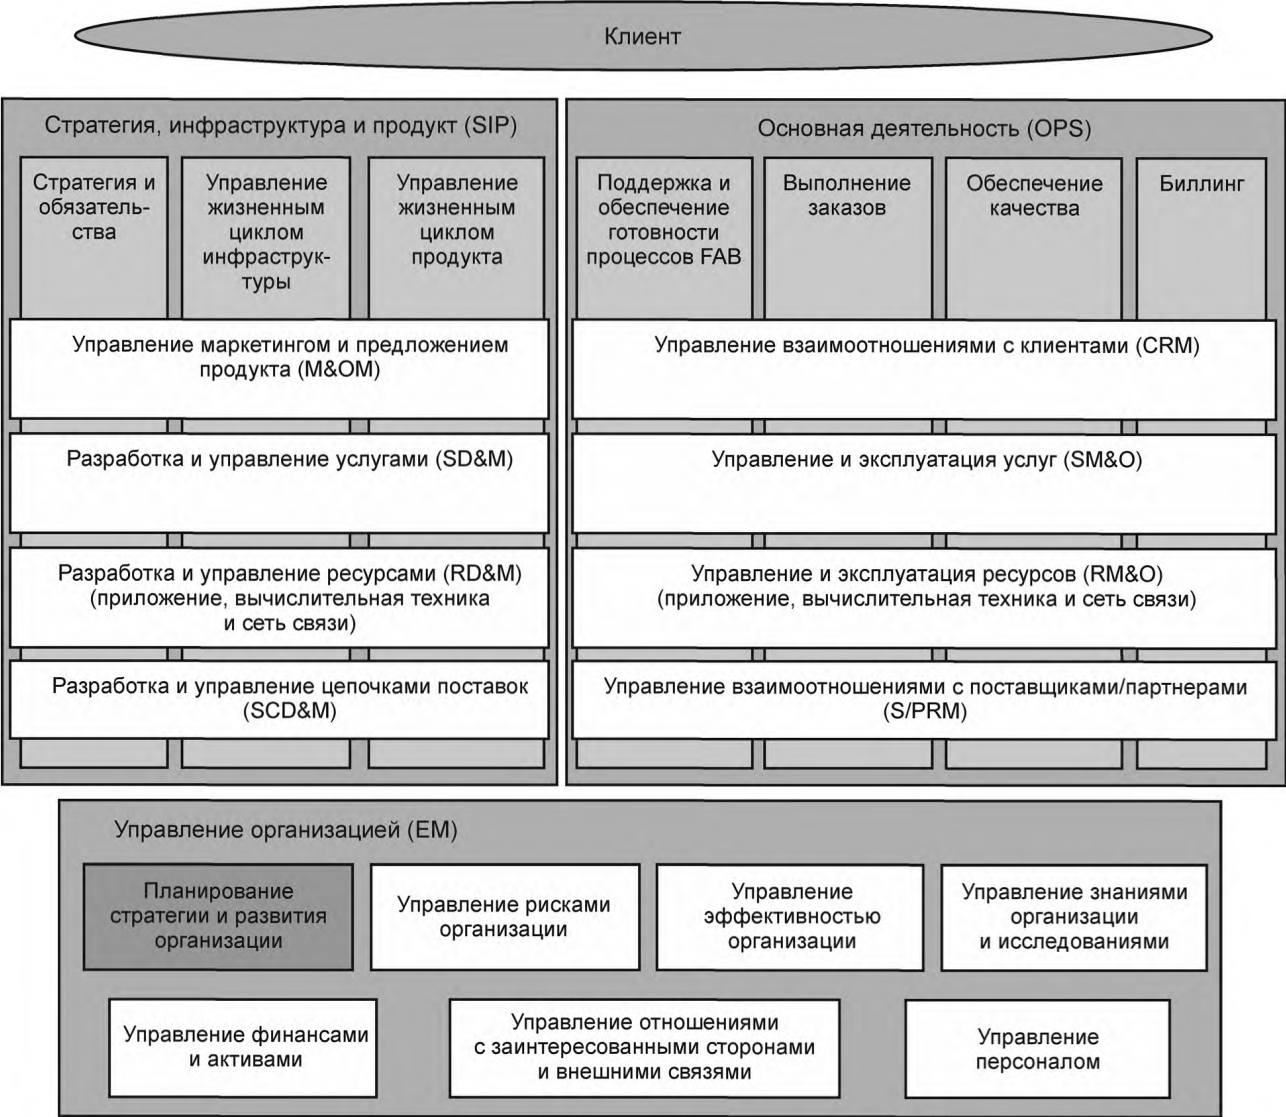 Клиент
Стратегия, инфраструктура и продукт (SIP)
Стратегия и
обязатель-
ства
Управление
жизненным
циклом
инфраструк-
туры
Управление
жизненным
циклом
продукта
Управление маркетингом и предложением
продукта (M&OM)
Разработка и управление услугами (SD&M)
Разработка и управление ресурсами (RD&M)
(приложение, вычислительная техника
и сеть связи)
Разработка и управление цепочками поставок
(SCD&M)
Основная деятельность (OPS)
Поддержка и
обеспечение
готовности
процессов FAB
Выполнение
заказов
Обеспечение
качества
Биллинг
Управление взаимоотношениями с клиентами (CRM)
Управление и эксплуатация услуг (SM&O)
Управление и эксплуатация ресурсов (RM&O)
(приложение, вычислительная техника и сеть связи)
Управление взаимоотношениями с поставщиками/партнерами
(S/PRM)
Управление организацией (EM)
Планирование
стратегии и развития
организации
Управление рисками
организации
Управление
эффективностью
организации
Управление знаниями
организации
и исследованиями
Управление финансами
и активами
Управление отношениями
с заинтересованными сторонами
и внешними связями
Управление
персоналом